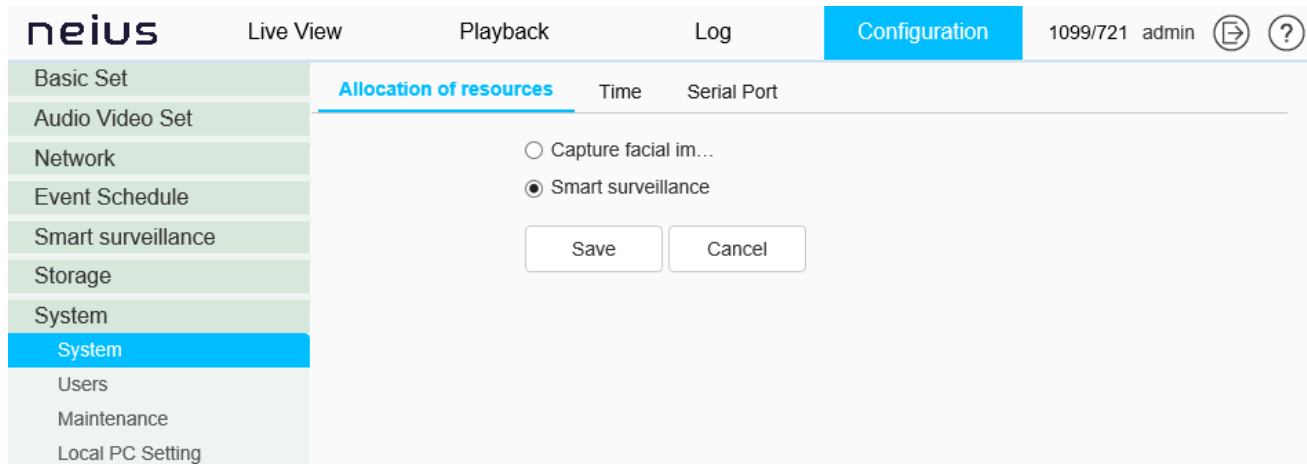 neius Live View Playback Log Configuration 1099/721 admin ?
Basic Set
Audio Video Set
Network
Event Schedule
Smart surveillance
Storage
System
System
Users
Maintenance
Local PC Setting
Allocation of resources Time Serial Port
Capture facial im...
Smart surveillance
Save Cancel